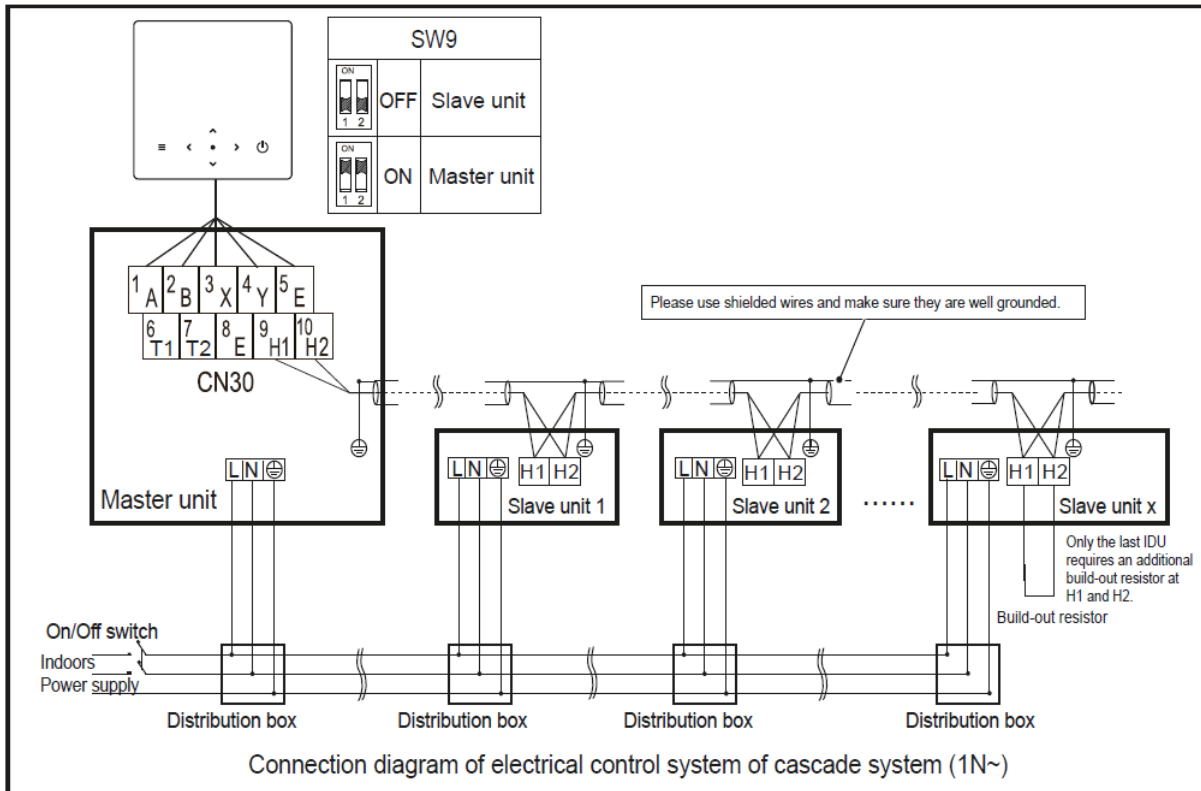 SW9
ON
1 2
OFF
Slave unit
ON
1 2
ON
Master unit
1 A
2 B
3 X
4 Y
5 E
6 T1
7 T2
8 E
9 H1
10 H2
CN30
Please use shielded wires and make sure they are well grounded.
L N
Master unit
L N
H1 H2
Slave unit 1
L N
H1 H2
Slave unit 2
......
L N
H1 H2
Slave unit x
Only the last IDU
requires an additional
build-out resistor at
H1 and H2.
Build-out resistor
On/Off switch
Indoors
Power supply
Distribution box
Distribution box
Distribution box
Distribution box
Connection diagram of electrical control system of cascade system (1N~)